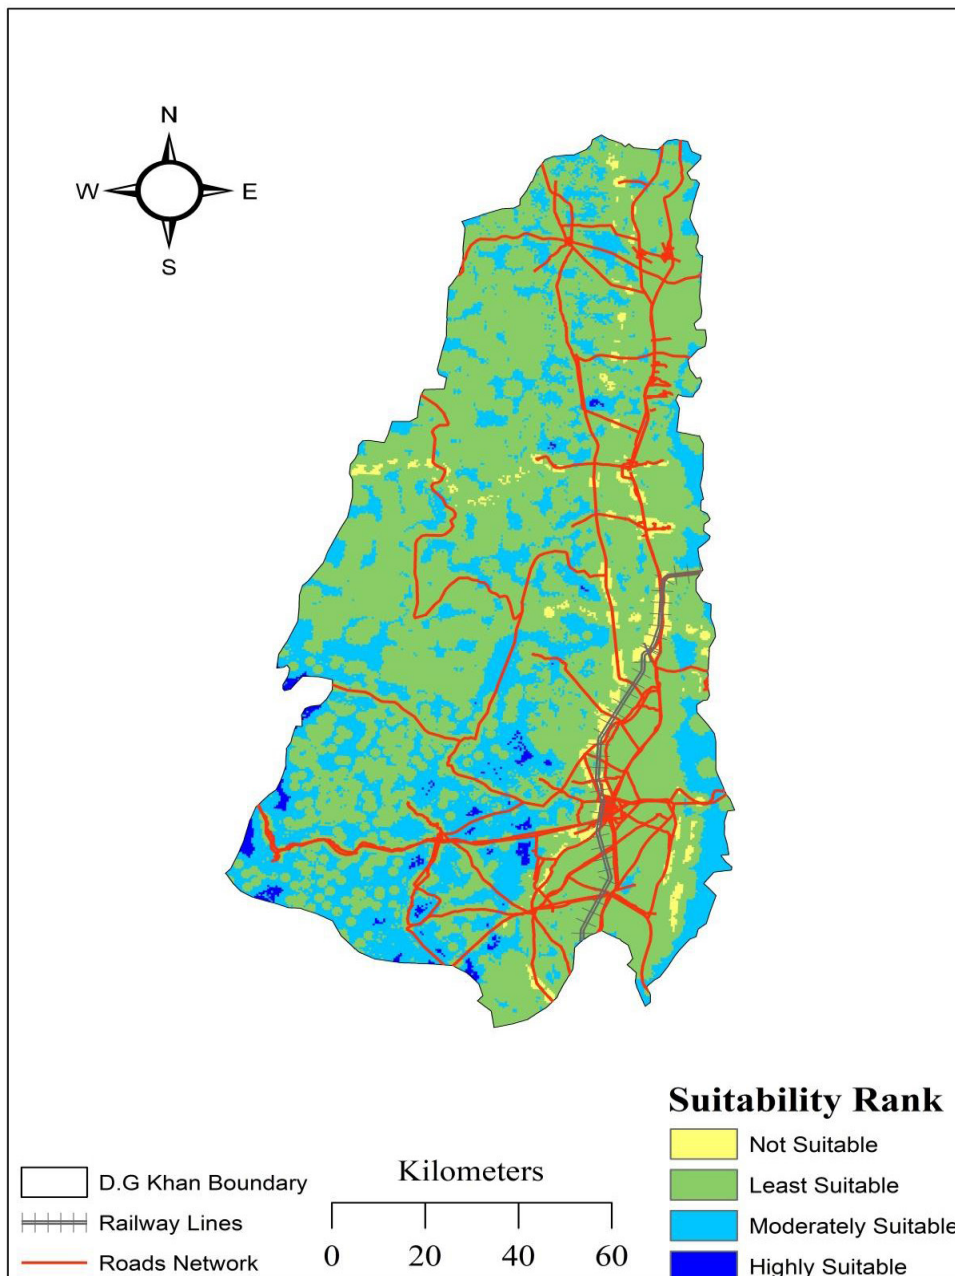 N
W E
S
Suitability Rank
Not Suitable
Least Suitable
Moderately Suitable
Highly Suitable
Kilometers
0 20 40 60
D.G Khan Boundary
Railway Lines
Roads Network